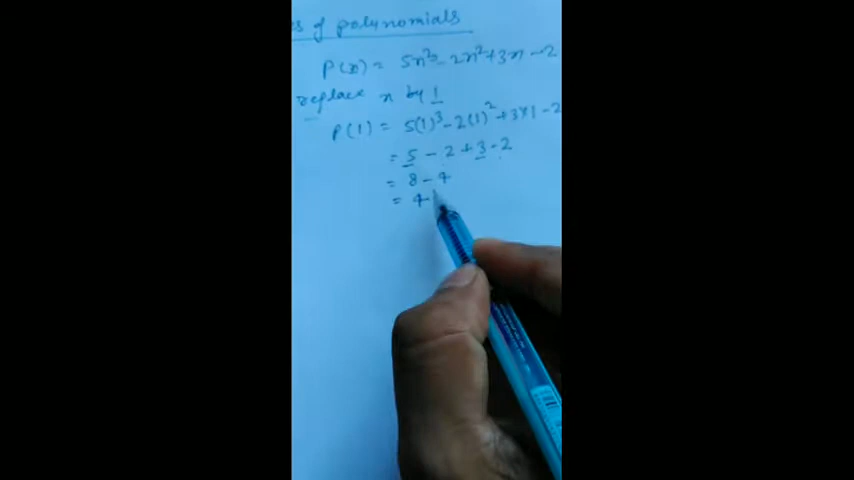 s of polynomials
P(x) = 5x³ - 2x² + 3x - 2
replace x by 1
P(1) = 5(1)³ - 2(1)² + 3×1 - 2
= 5 - 2 + 3 - 2
= 8 - 4
= 4